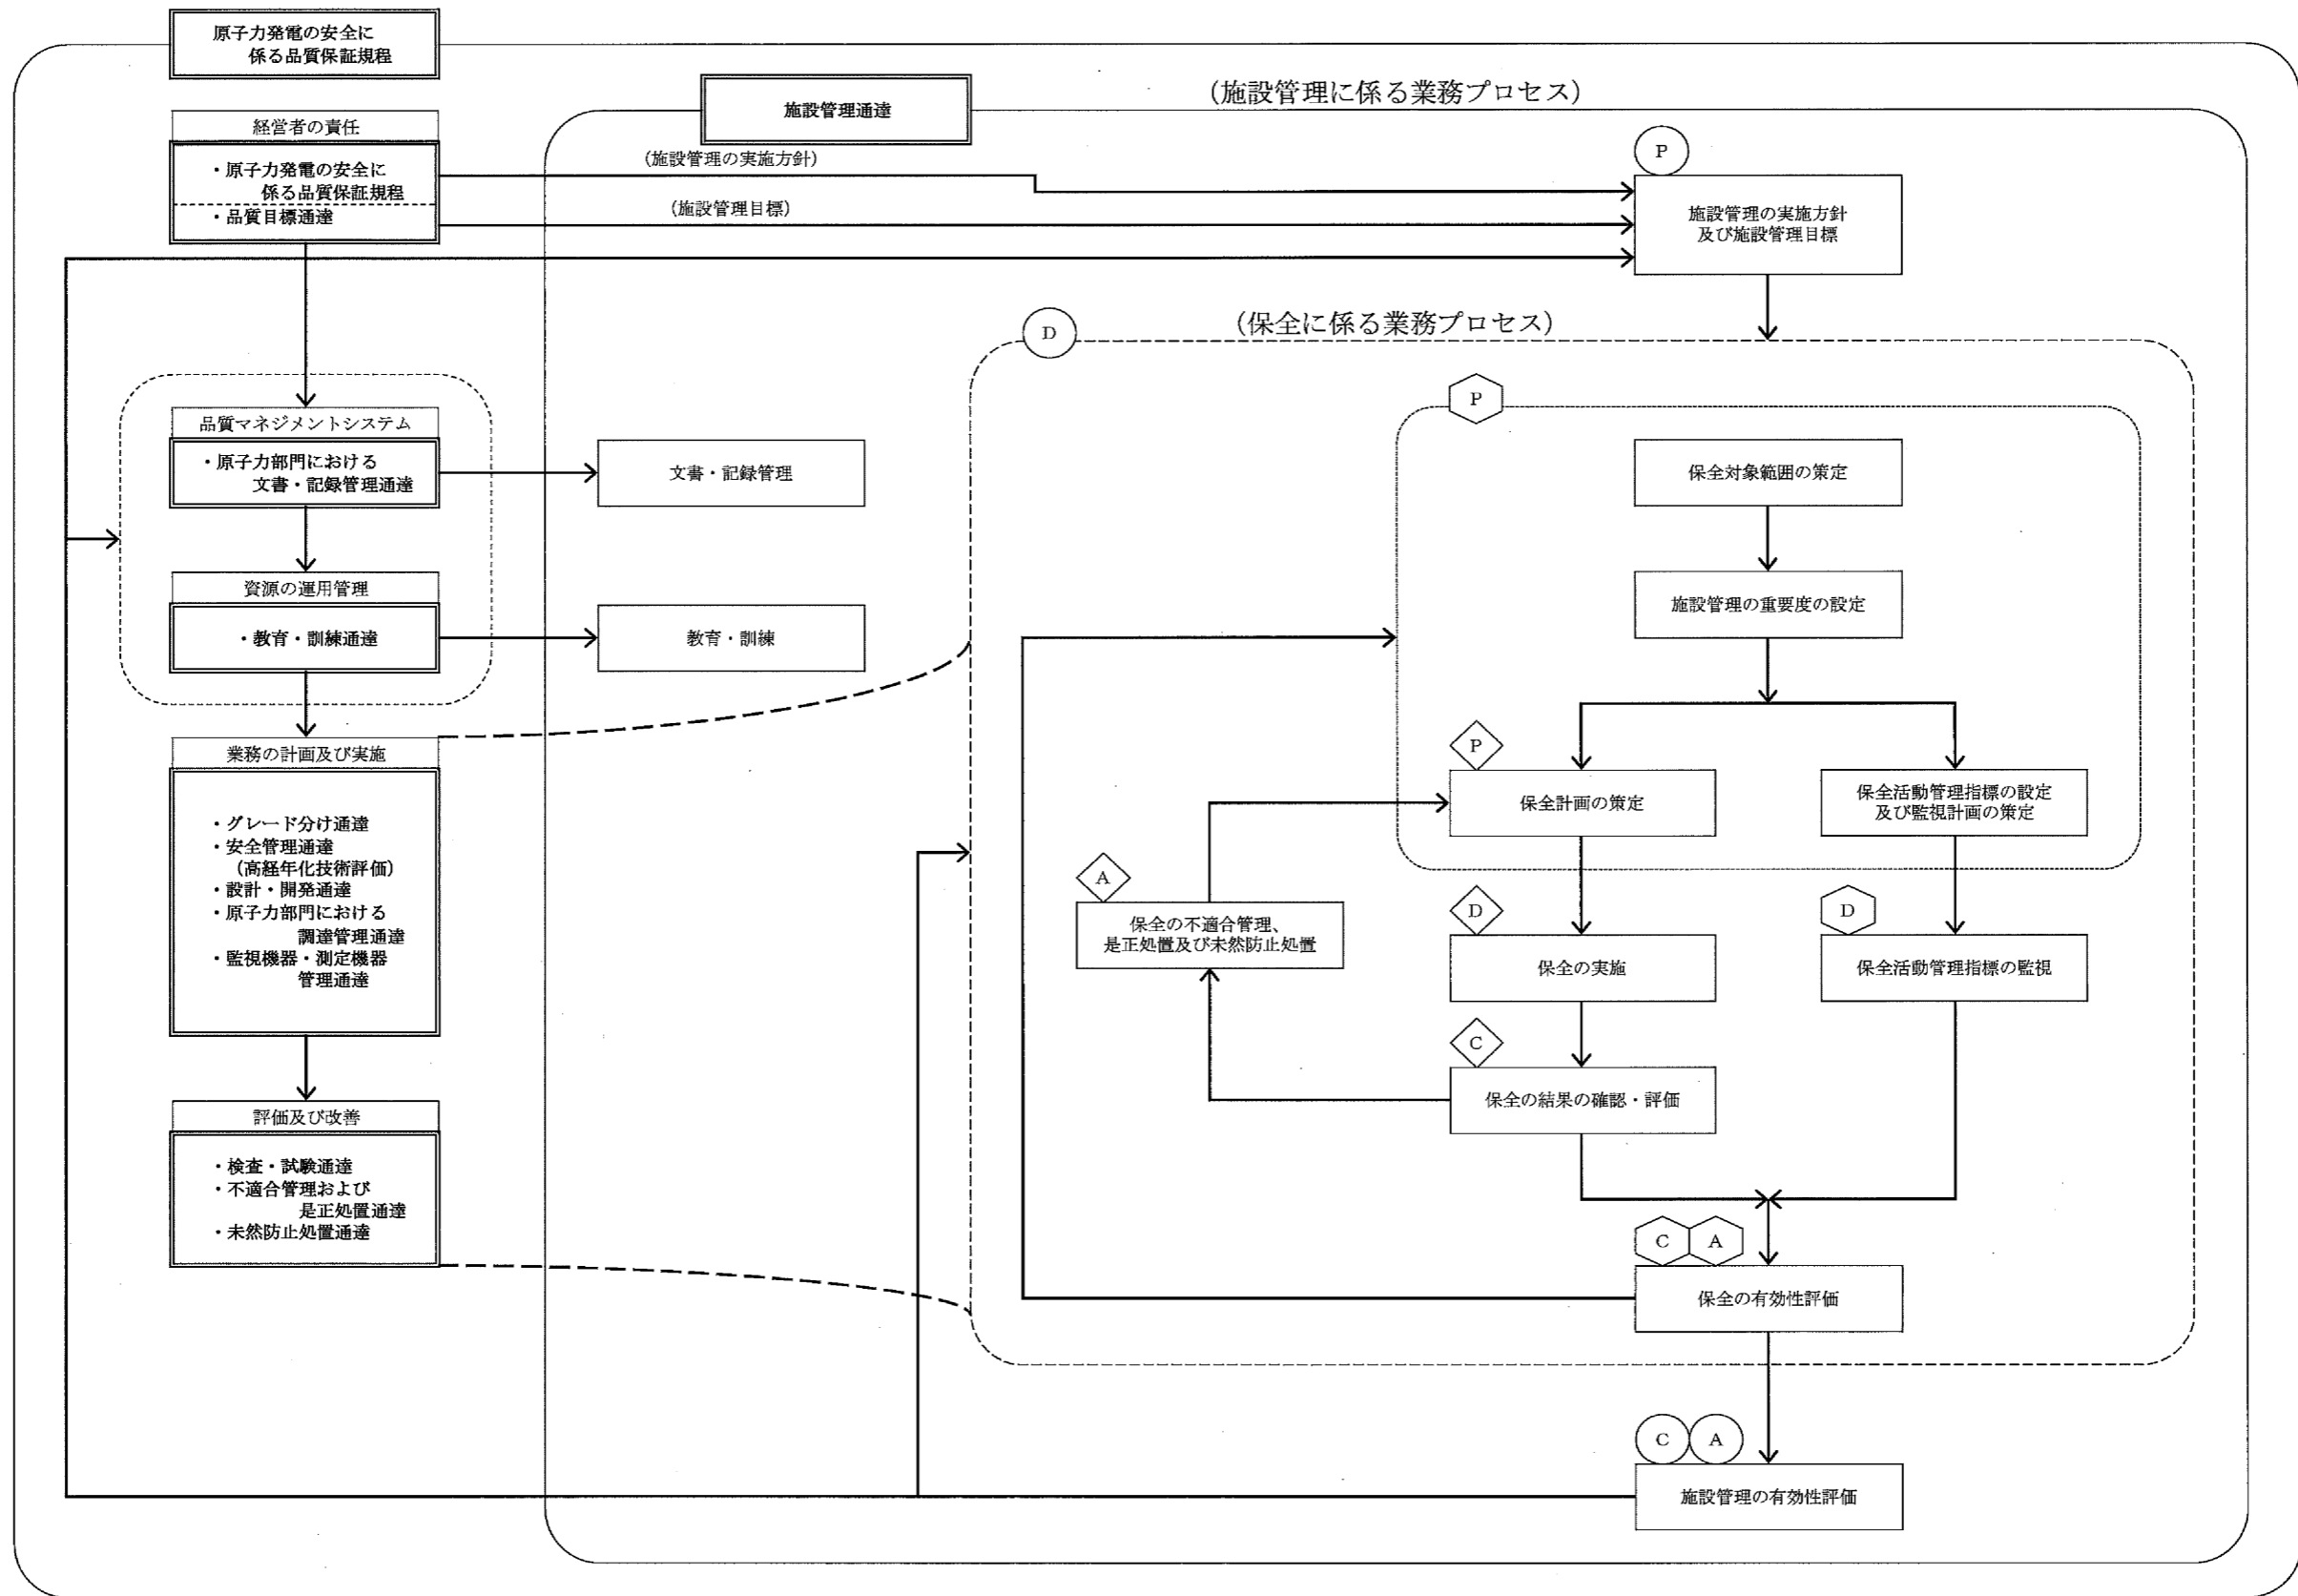 原子力発電の安全に
係る品質保証規程
施設管理通達
(施設管理に係る業務プロセス)
経営者の責任
・原子力発電の安全に
係る品質保証規程
・品質目標通達
(施設管理の実施方針)
(施設管理目標)
P
施設管理の実施方針
及び施設管理目標
品質マネジメントシステム
・原子力部門における
文書・記録管理通達
文書・記録管理
資源の運用管理
・教育・訓練通達
教育・訓練
業務の計画及び実施
・グレード分け通達
・安全管理通達
(高経年化技術評価)
・設計・開発通達
・原子力部門における
調達管理通達
・監視機器・測定機器
管理通達
評価及び改善
・検査・試験通達
・不適合管理および
是正処置通達
・未然防止処置通達
D
(保全に係る業務プロセス)
P
保全対象範囲の策定
施設管理の重要度の設定
P
保全計画の策定
保全活動管理指標の設定
及び監視計画の策定
A
保全の不適合管理、
是正処置及び未然防止処置
D
保全の実施
D
保全活動管理指標の監視
C
保全の結果の確認・評価
C
A
保全の有効性評価
C
A
施設管理の有効性評価